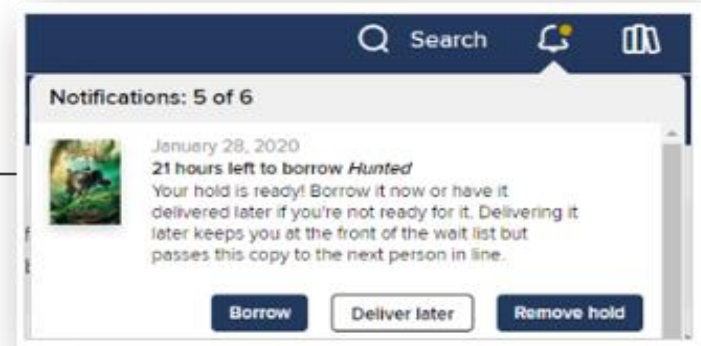 Search
Notifications: 5 of 6
January 28, 2020
21 hours left to borrow Hunted
Your hold is ready! Borrow it now or have it
delivered later if you're not ready for it. Delivering it
later keeps you at the front of the wait list but
passes this copy to the next person in line.
Borrow Deliver later Remove hold